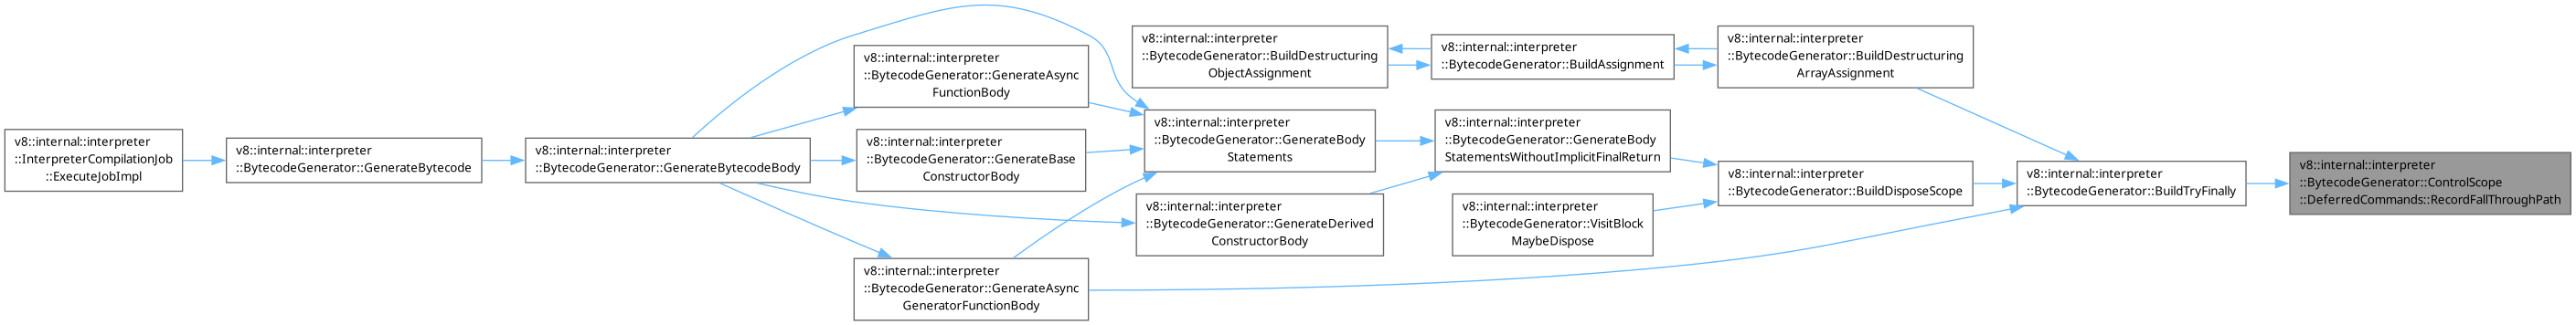 v8::internal::interpreter
::InterpreterCompilationJob
::ExecuteJobImpl
v8::internal::interpreter
::BytecodeGenerator::GenerateBytecode
v8::internal::interpreter
::BytecodeGenerator::GenerateBytecodeBody
v8::internal::interpreter
::BytecodeGenerator::GenerateAsync
FunctionBody
v8::internal::interpreter
::BytecodeGenerator::GenerateBase
ConstructorBody
v8::internal::interpreter
::BytecodeGenerator::GenerateAsync
GeneratorFunctionBody
v8::internal::interpreter
::BytecodeGenerator::BuildDestructuring
ObjectAssignment
v8::internal::interpreter
::BytecodeGenerator::GenerateBody
Statements
v8::internal::interpreter
::BytecodeGenerator::GenerateDerived
ConstructorBody
v8::internal::interpreter
::BytecodeGenerator::BuildAssignment
v8::internal::interpreter
::BytecodeGenerator::GenerateBody
StatementsWithoutImplicitFinalReturn
v8::internal::interpreter
::BytecodeGenerator::VisitBlock
MaybeDispose
v8::internal::interpreter
::BytecodeGenerator::BuildDestructuring
ArrayAssignment
v8::internal::interpreter
::BytecodeGenerator::BuildDisposeScope
v8::internal::interpreter
::BytecodeGenerator::BuildTryFinally
v8::internal::interpreter
::BytecodeGenerator::ControlScope
::DeferredCommands::RecordFallThroughPath